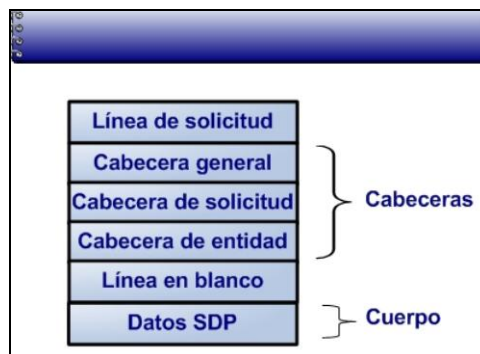 Línea de solicitud
Cabecera general
Cabecera de solicitud
Cabecera de entidad
Línea en blanco
Datos SDP
Cabeceras
Cuerpo